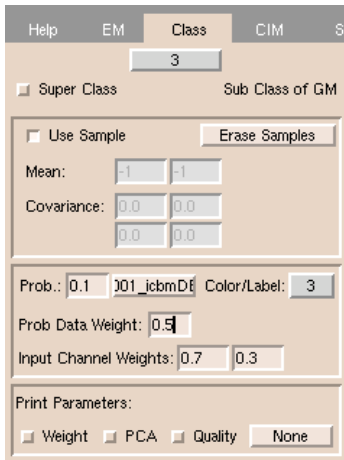 Help EM Class CIM S
3
Super Class Sub Class of GM
Use Sample Erase Samples
Mean: -1 -1
Covariance: 0.0 0.0
0.0 0.0
Prob.: 0.1 001_icbmDE Color/Label: 3
Prob Data Weight: 0.5
Input Channel Weights: 0.7 0.3
Print Parameters:
Weight PCA Quality None